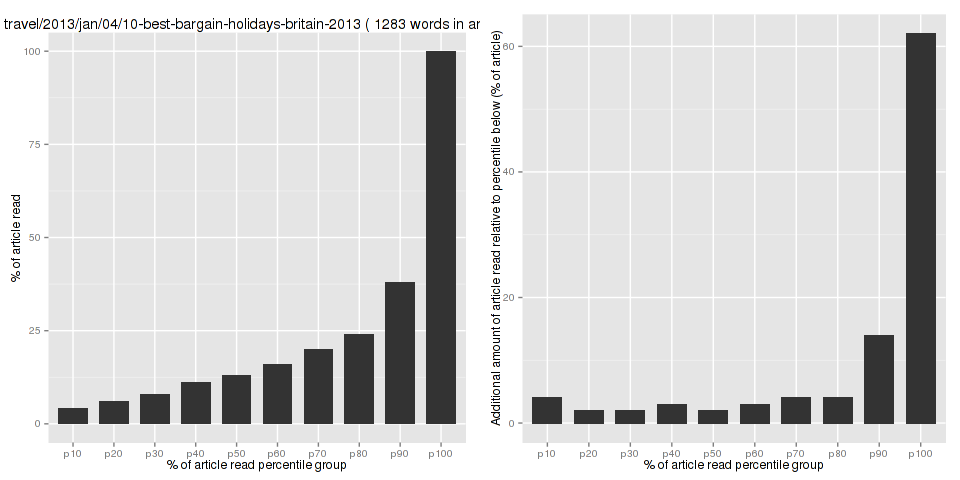 travel/2013/jan/04/10-best-bargain-holidays-britain-2013 ( 1283 words in ar
% of article read
100
75
50
25
0
p10 p20 p30 p40 p50 p60 p70 p80 p90 p100
% of article read percentile group
Additional amount of article read relative to percentile below (% of article)
60
40
20
0
p10 p20 p30 p40 p50 p60 p70 p80 p90 p100
% of article read percentile group